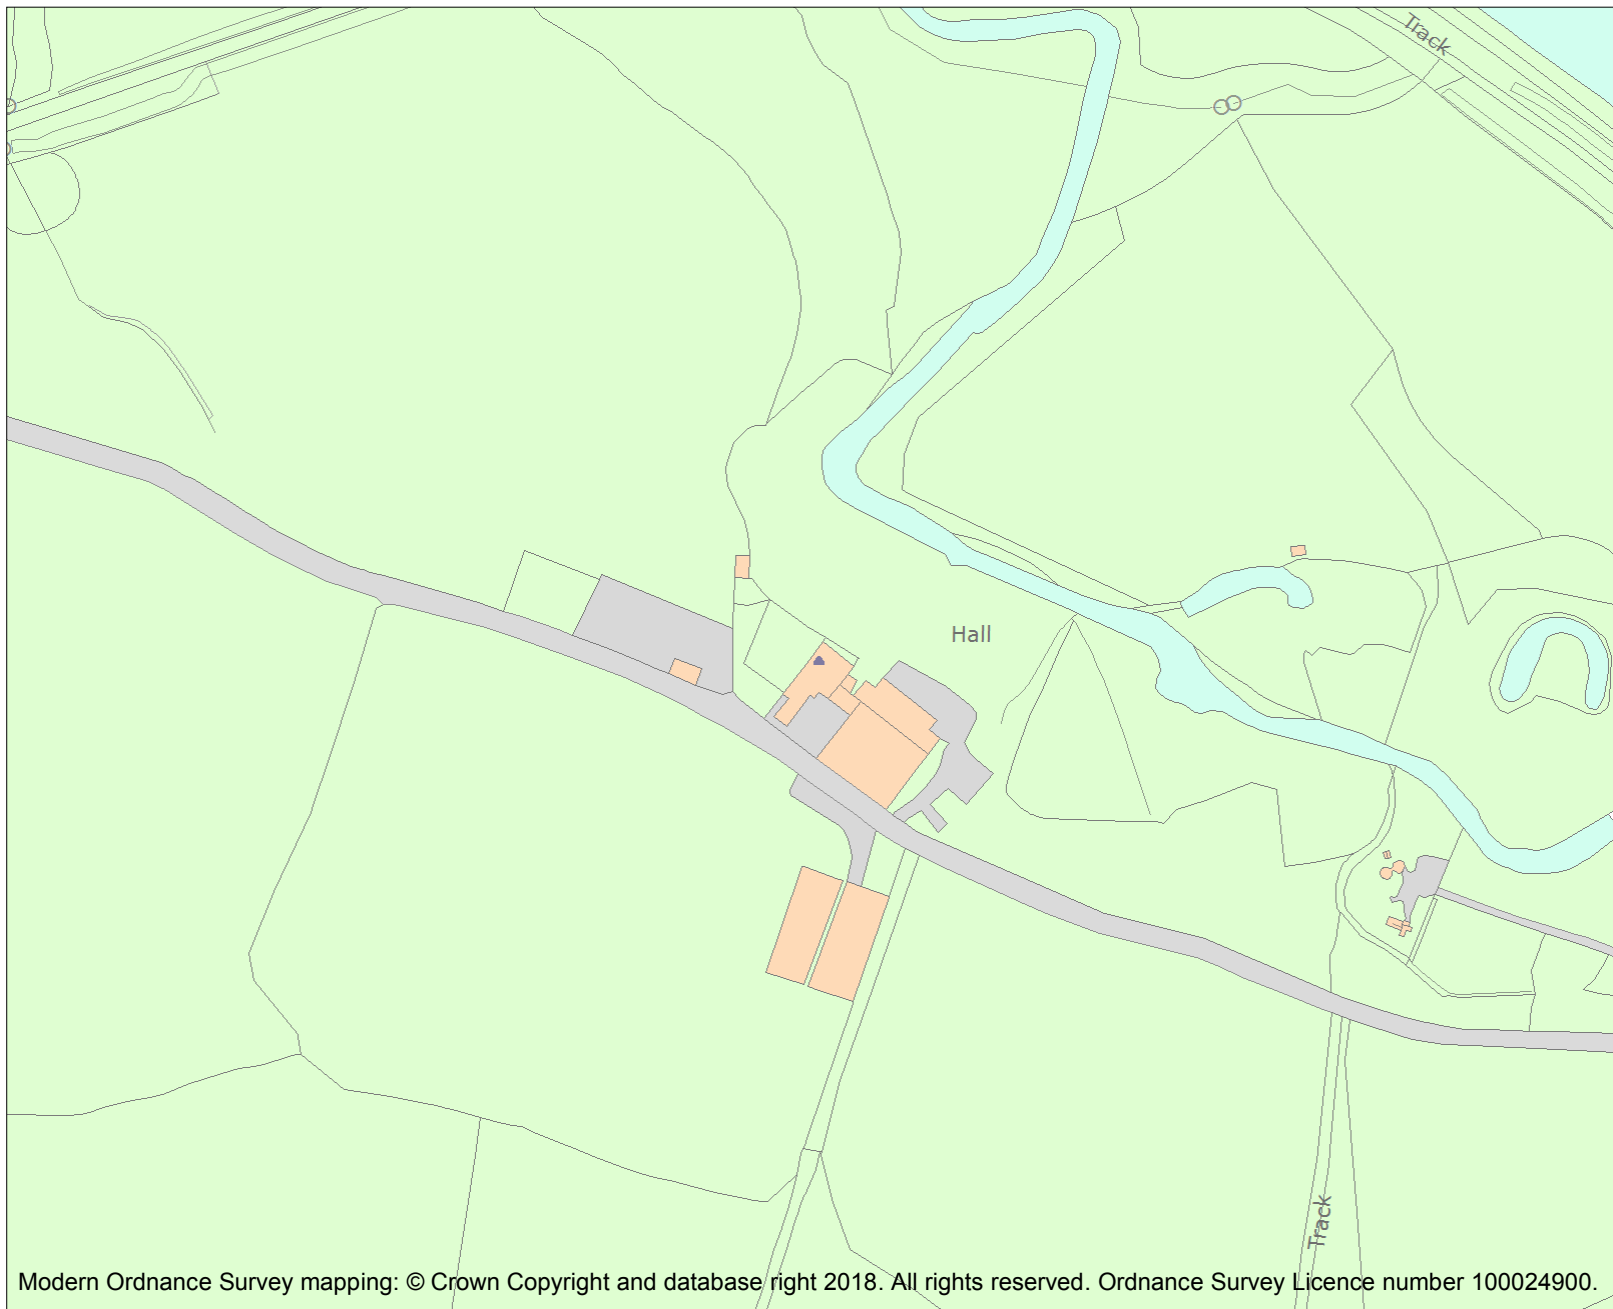 Track
Hall
Track
Modern Ordnance Survey mapping: © Crown Copyright and database right 2018. All rights reserved. Ordnance Survey Licence number 100024900.